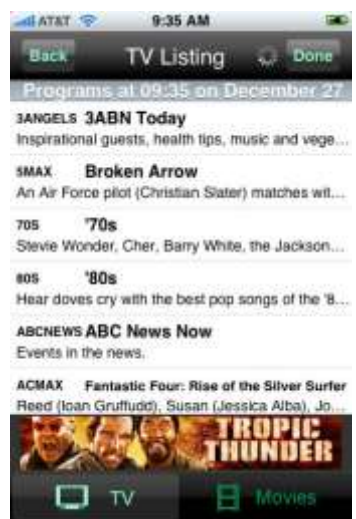 AT&T 9:35 AM
Back TV Listing Done
Programs at 09:35 on December 27
3ANGELS 3ABN Today
Inspirational guests, health tips, music and vege...
5MAX Broken Arrow
An Air Force pilot (Christian Slater) matches wit...
70S '70s
Stevie Wonder, Cher, Barry White, the Jackson...
80S '80s
Hear doves cry with the best pop songs of the '8...
ABCNEWS ABC News Now
Events in the news.
ACMAX Fantastic Four: Rise of the Silver Surfer
Reed (Ioan Gruffudd), Susan (Jessica Alba), Jo...
TROPIC
THUNDER
TV Movies